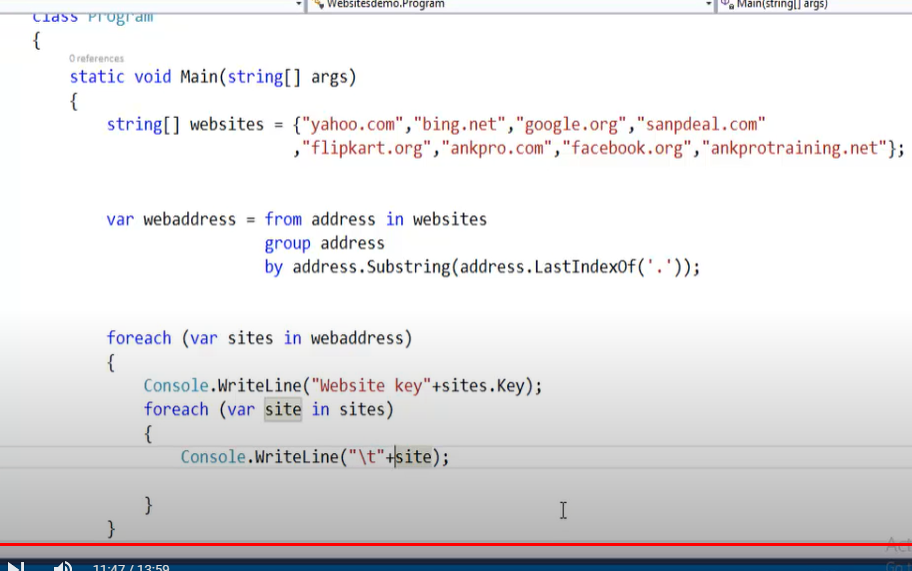 Websitesdemo.Program
Main(string[] args)
class Program
{
0 references
static void Main(string[] args)
{
string[] websites = {"yahoo.com","bing.net","google.org","sanpdeal.com"
,"flipkart.org","ankpro.com","facebook.org","ankprotraining.net"};
var webaddress = from address in websites
group address
by address.Substring(address.LastIndexOf('.'));
foreach (var sites in webaddress)
{
Console.WriteLine("Website key"+sites.Key);
foreach (var site in sites)
{
Console.WriteLine("\t"+site);
}
}
11:47 / 13:59